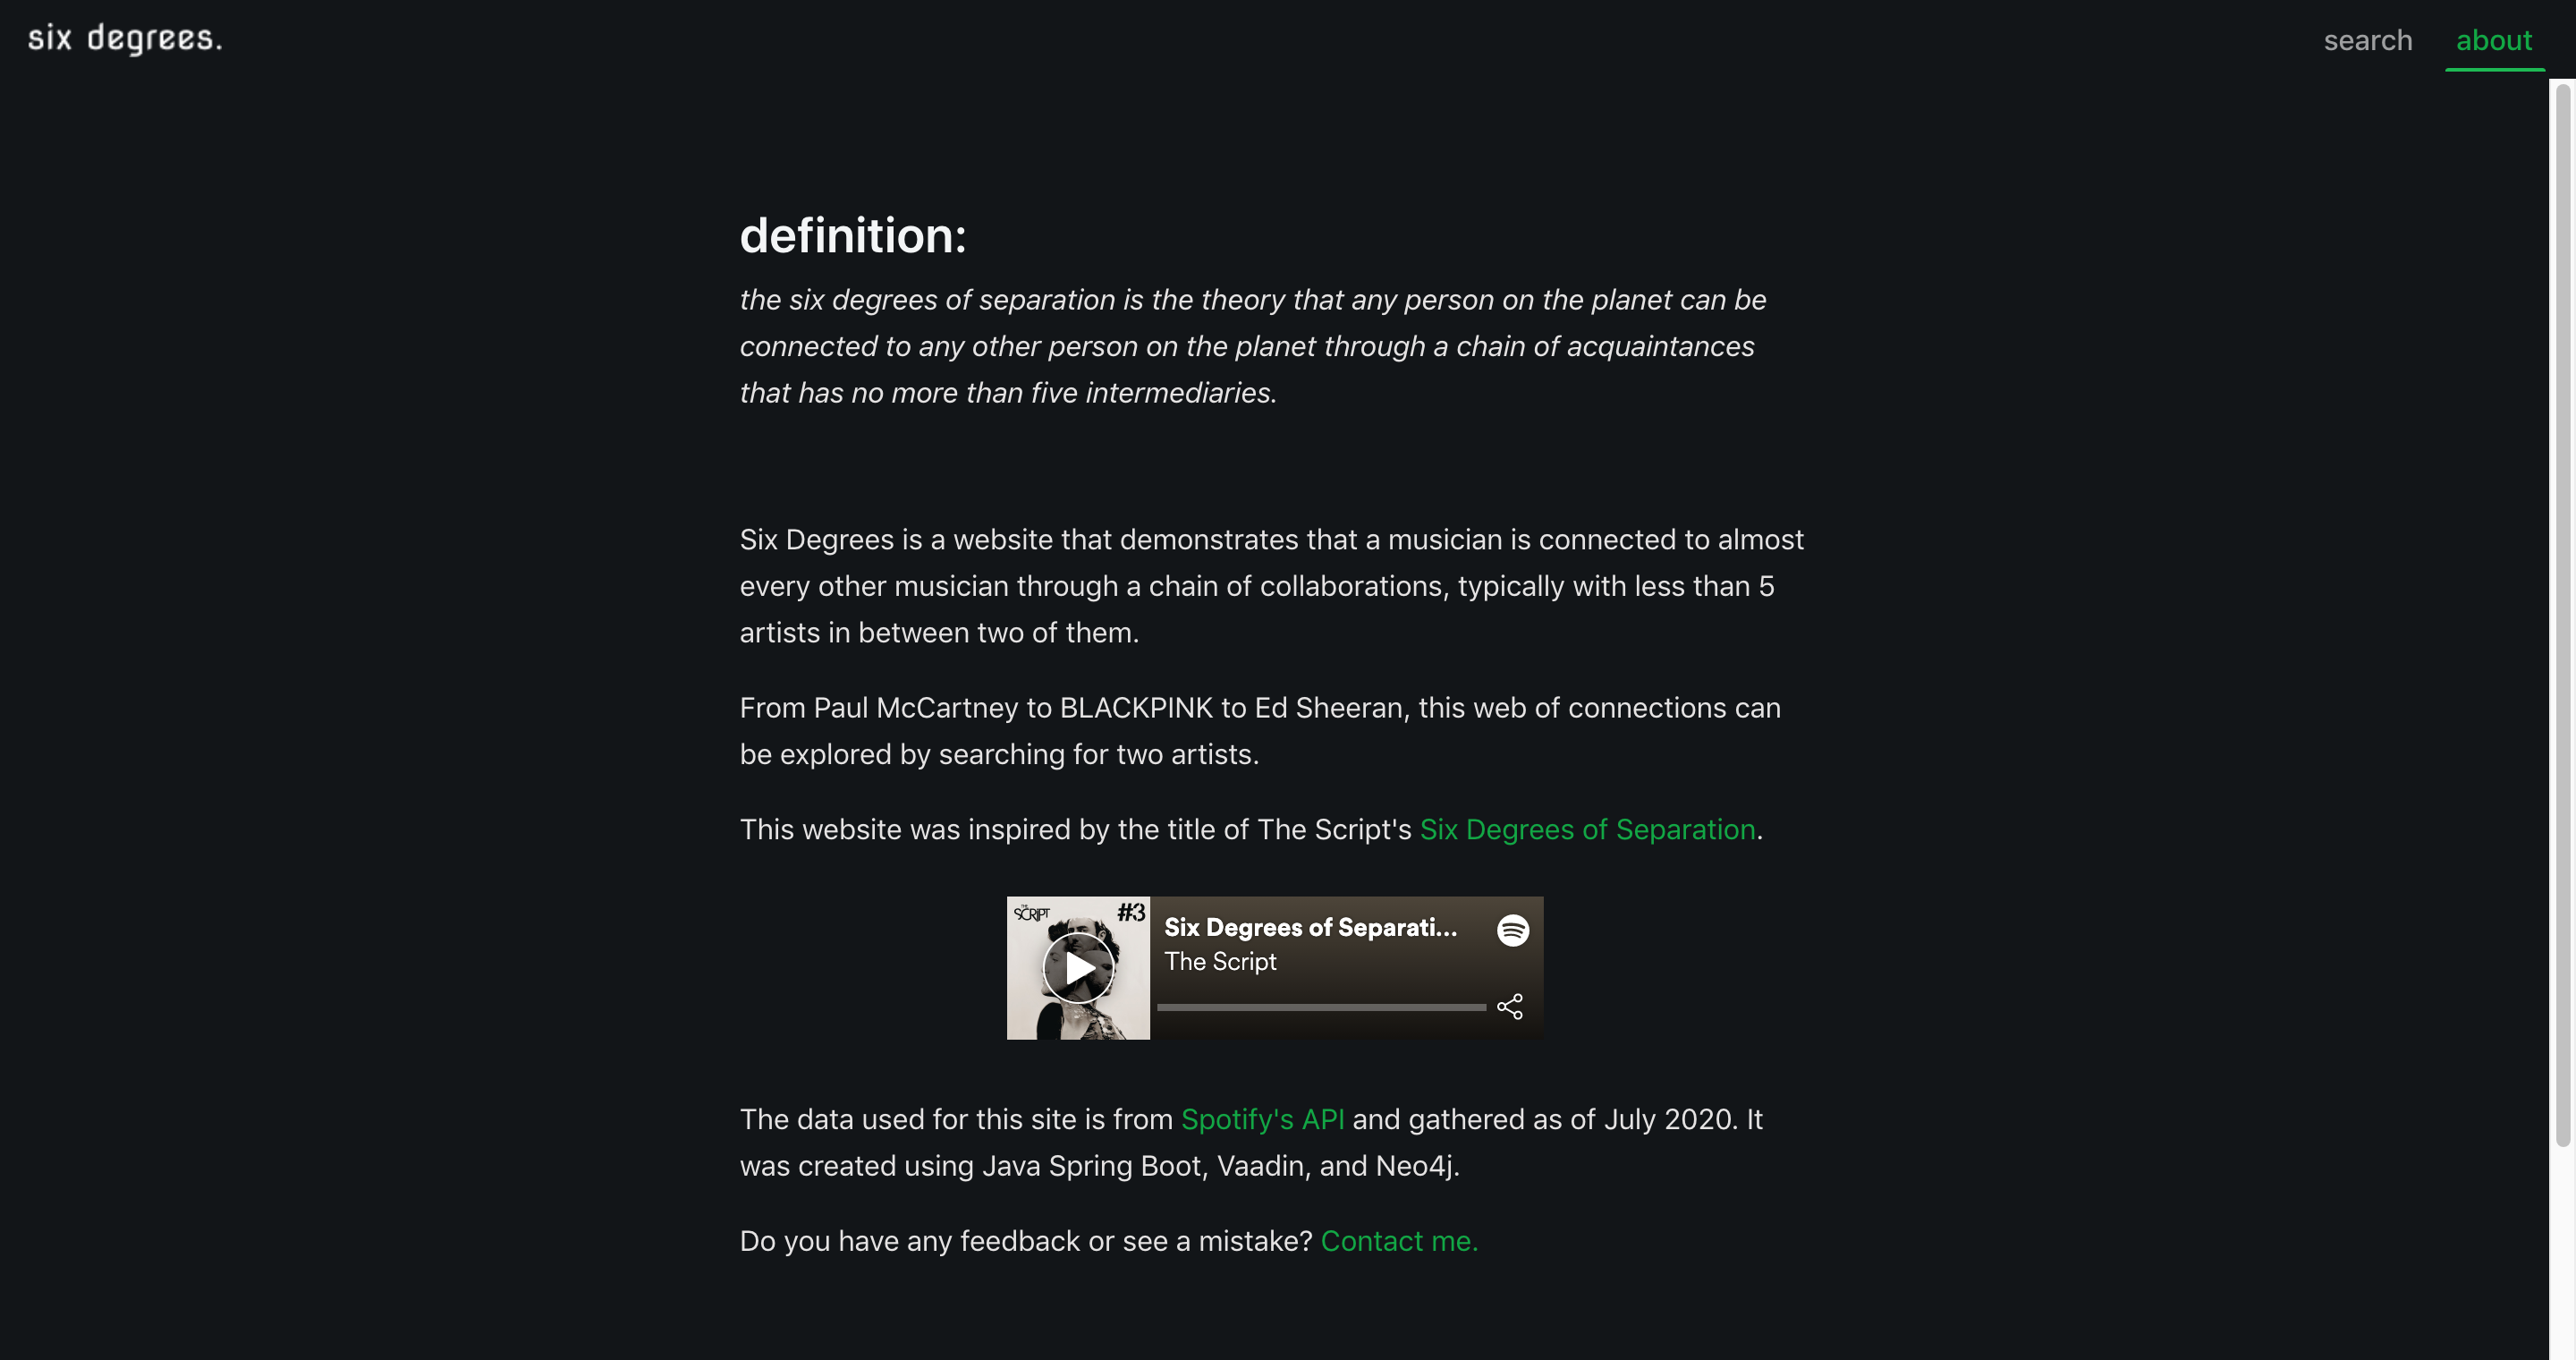 six degrees.
search
about
definition:
the six degrees of separation is the theory that any person on the planet can be
connected to any other person on the planet through a chain of acquaintances
that has no more than five intermediaries.
Six Degrees is a website that demonstrates that a musician is connected to almost
every other musician through a chain of collaborations, typically with less than 5
artists in between two of them.
From Paul McCartney to BLACKPINK to Ed Sheeran, this web of connections can
be explored by searching for two artists.
This website was inspired by the title of The Script's Six Degrees of Separation.
THE
SCRIPT
#3
Six Degrees of Separati...
The Script
The data used for this site is from Spotify's API and gathered as of July 2020. It
was created using Java Spring Boot, Vaadin, and Neo4j.
Do you have any feedback or see a mistake? Contact me.